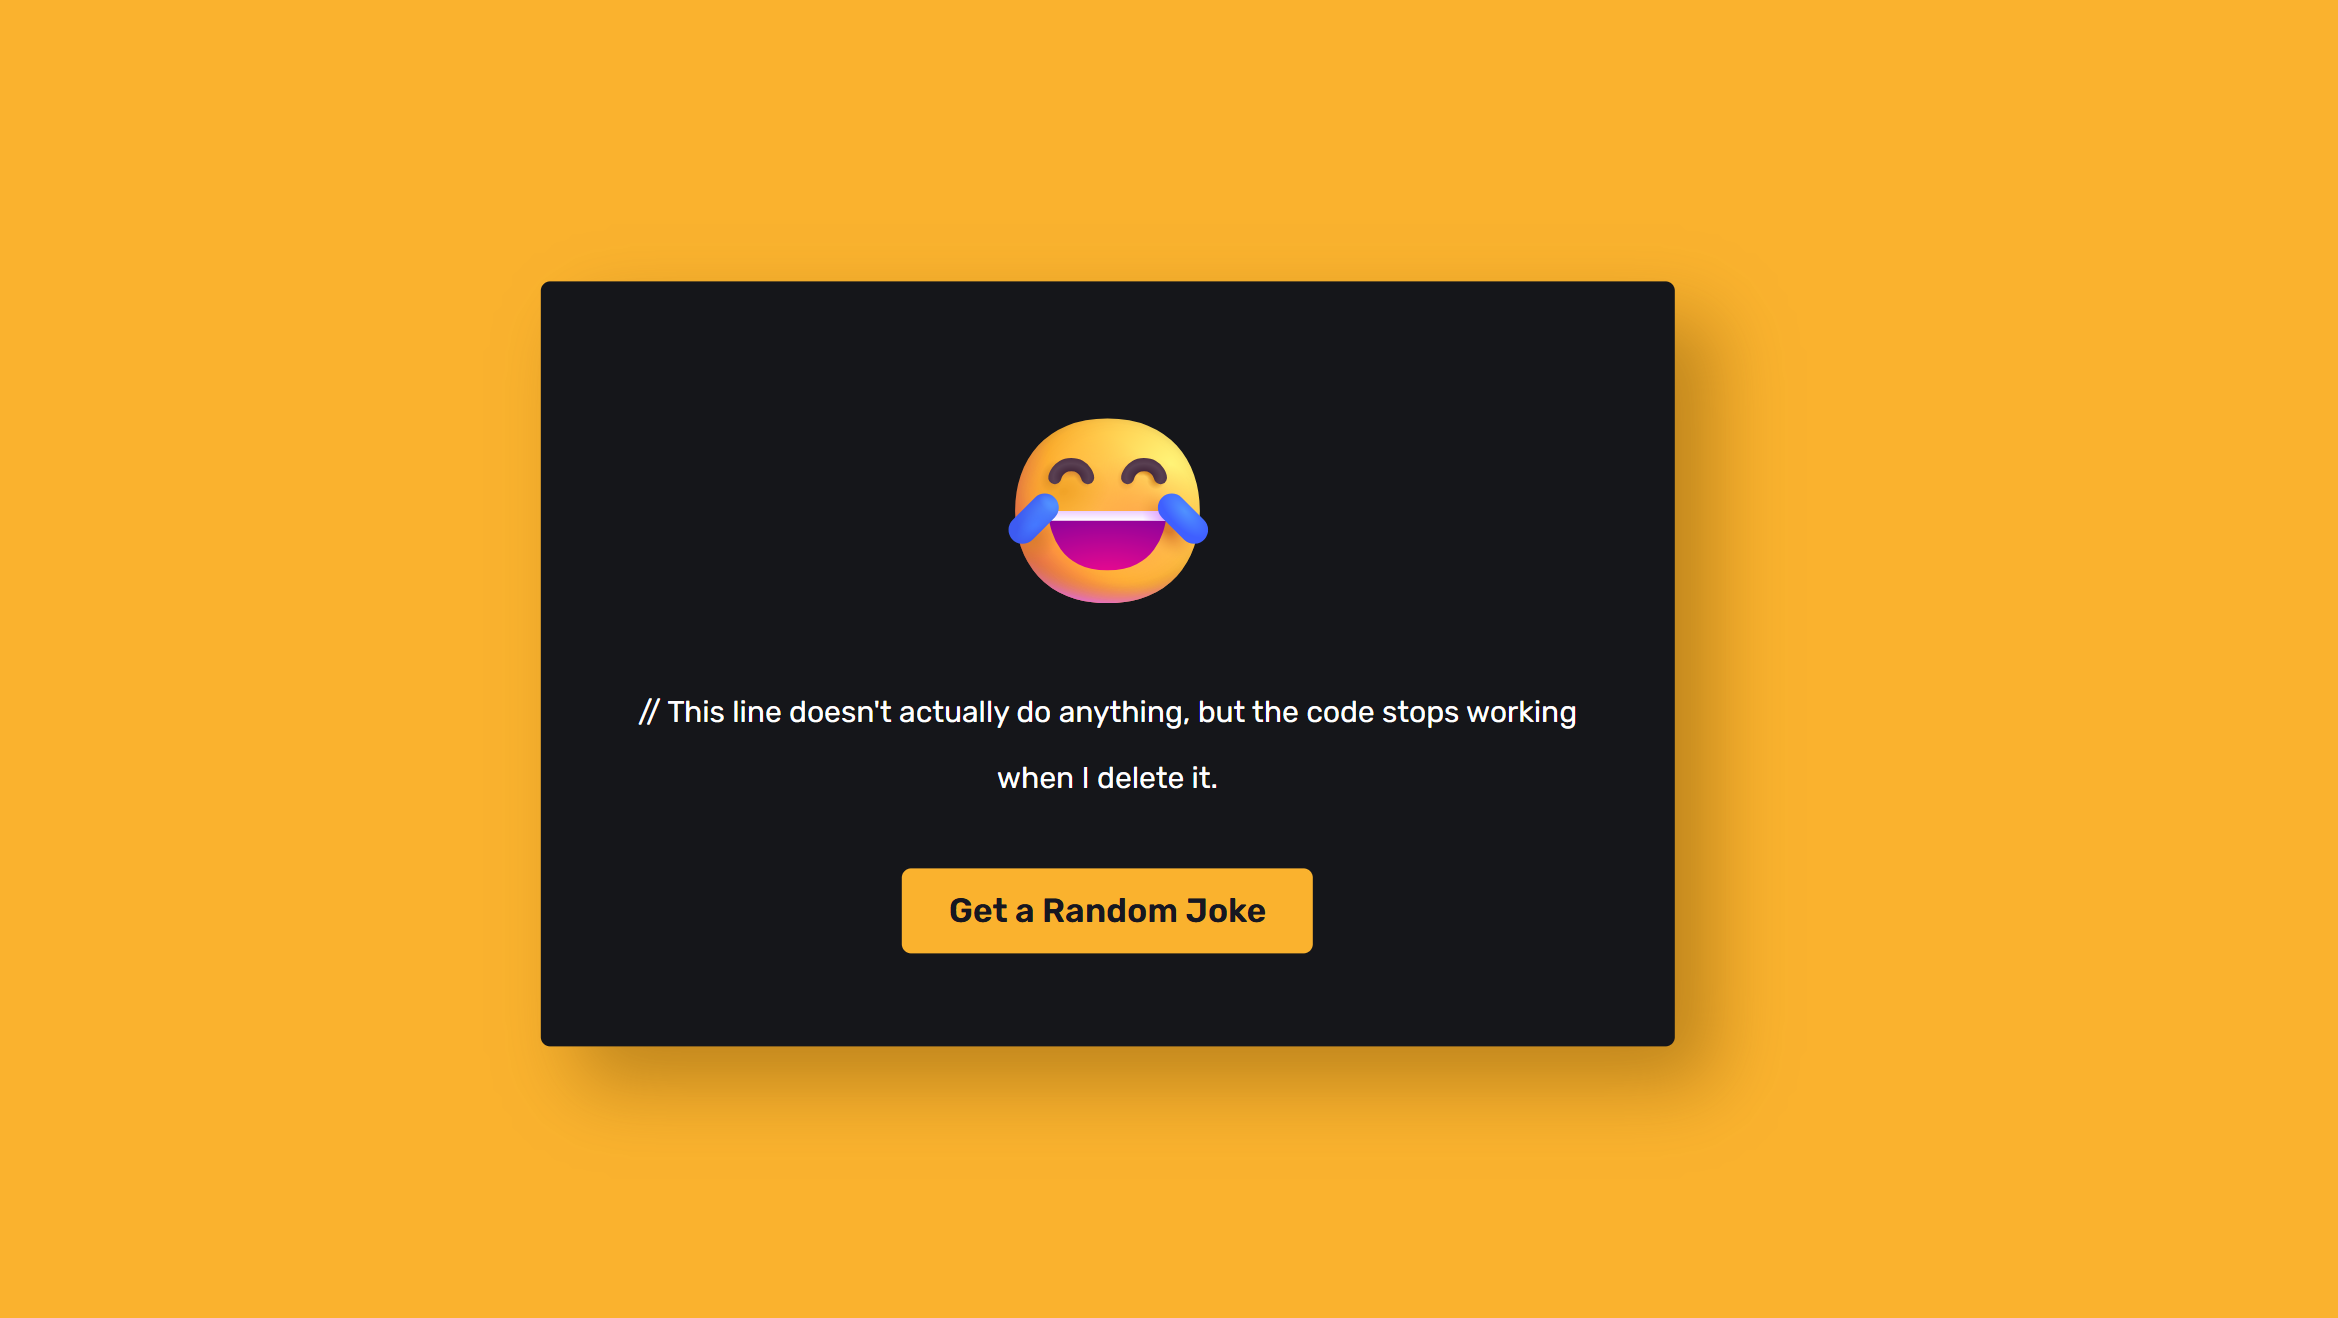 // This line doesn't actually do anything, but the code stops working
when I delete it.
Get a Random Joke